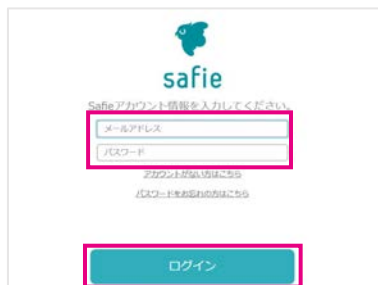 safie
Safieアカウント情報を入力してください。
メールアドレス
パスワード
アカウントがない方はこちら
パスワードをお忘れの方はこちら
ログイン